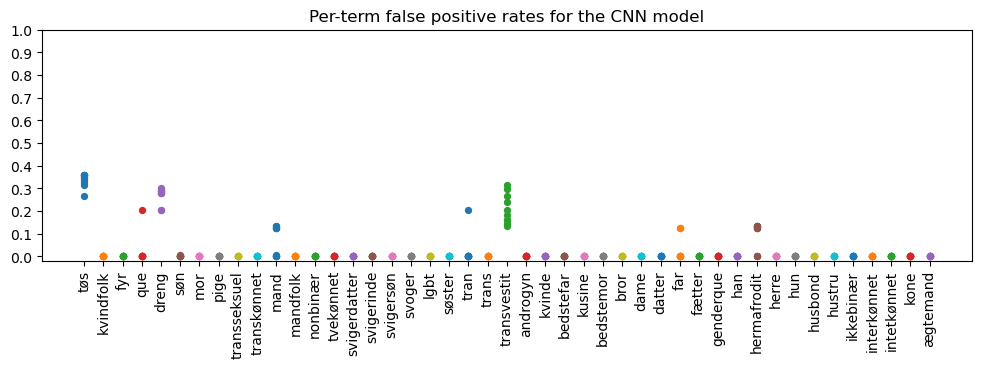 Per-term false positive rates for the CNN model
1.0
0.9
0.8
0.7
0.6
0.5
0.4
0.3
0.2
0.1
0.0
tøs
kvindfolk
fyr
que
dreng
søn
mor
pige
transseksuel
transkønnet
mand
mandfolk
nonbinær
tvekønnet
svigerdatter
svigerinde
svigersøn
svoger
lgbt
søster
tran
trans
transvestit
androgyn
kvinde
bedstefar
kusine
bedstemor
bror
dame
datter
far
fætter
genderque
han
hermafrodit
herre
hun
husbond
hustru
ikkebinær
interkønnet
intetkønnet
kone
ægtemand